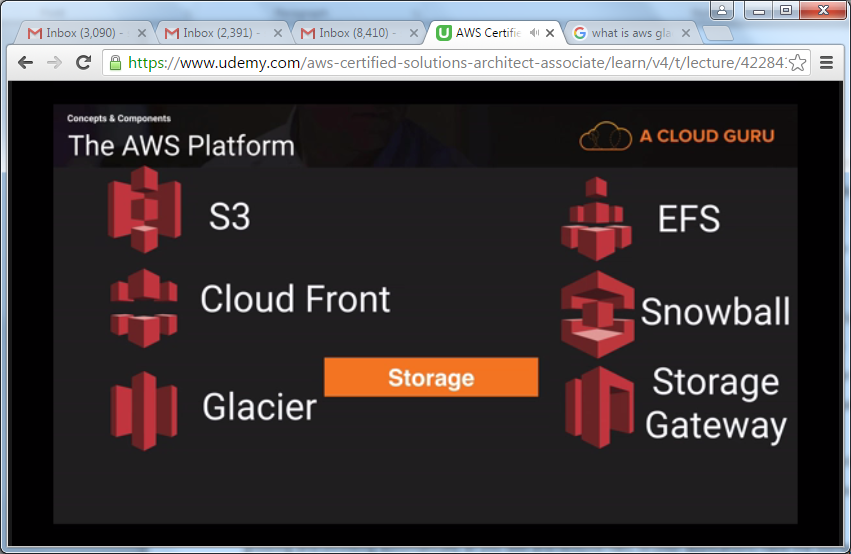 Inbox (3,090) -
Inbox (2,391) -
Inbox (8,410) -
AWS Certifie
what is aws gla
https://www.udemy.com/aws-certified-solutions-architect-associate/learn/v4/t/lecture/42284
Concepts & Components
The AWS Platform
A CLOUD GURU
S3
EFS
Cloud Front
Snowball
Storage
Glacier
Storage
Gateway